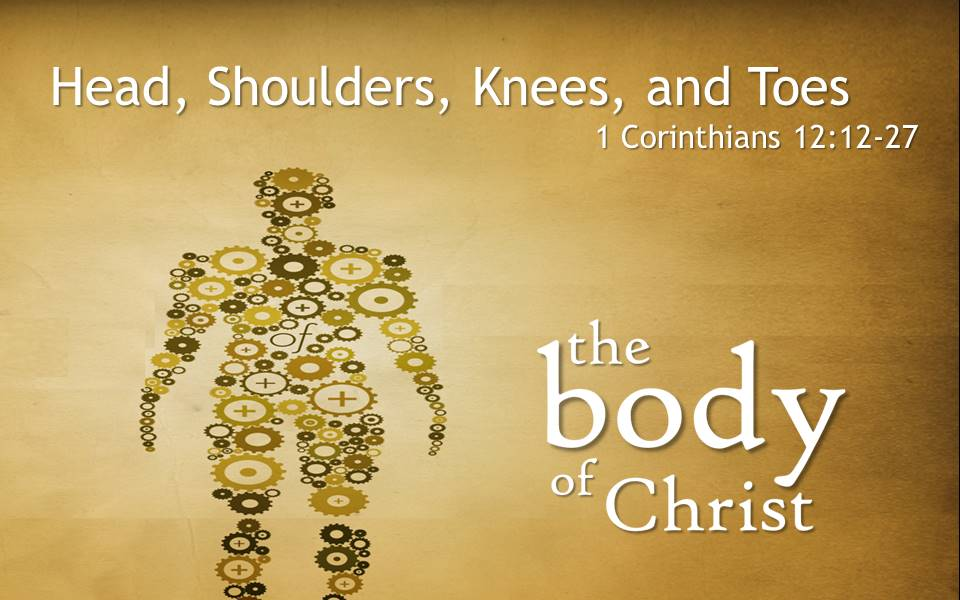 Head, Shoulders, Knees, and Toes
1 Corinthians 12:12-27
of
the
body
of Christ